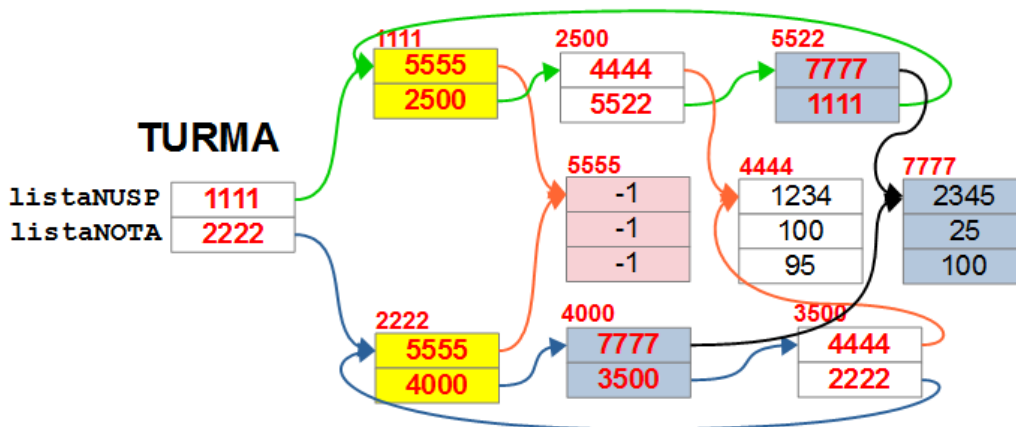 1111 2500 5522
5555 4444 7777
2500 5522 1111
TURMA
5555 4444 7777
listaNUSP 1111 -1 1234 2345
listaNOTA 2222 -1 100 25
-1 95 100
2222 4000 3500
5555 7777 4444
4000 3500 2222